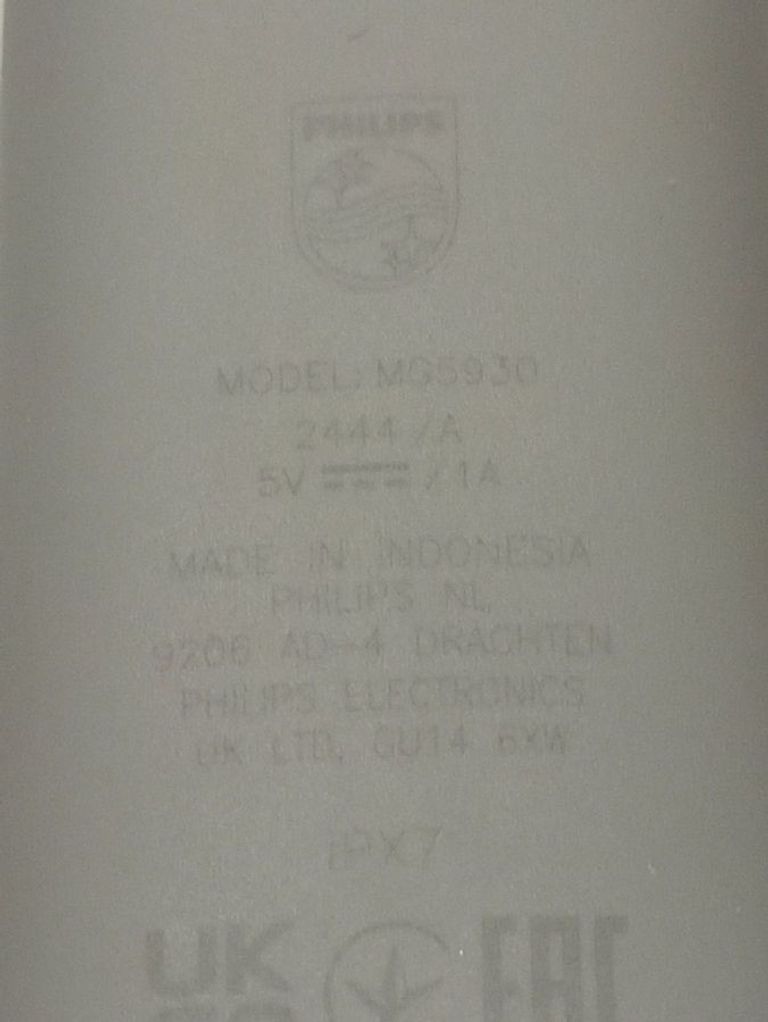 PHILIPS
MODEL: MG5930
2444 / A
5V / 1A
MADE IN INDONESIA
PHILIPS NL
9206 AD-4 DRACHTEN
PHILIPS ELECTRONICS
UK LTD, GU14 6XW
IPX7
UK
EAC